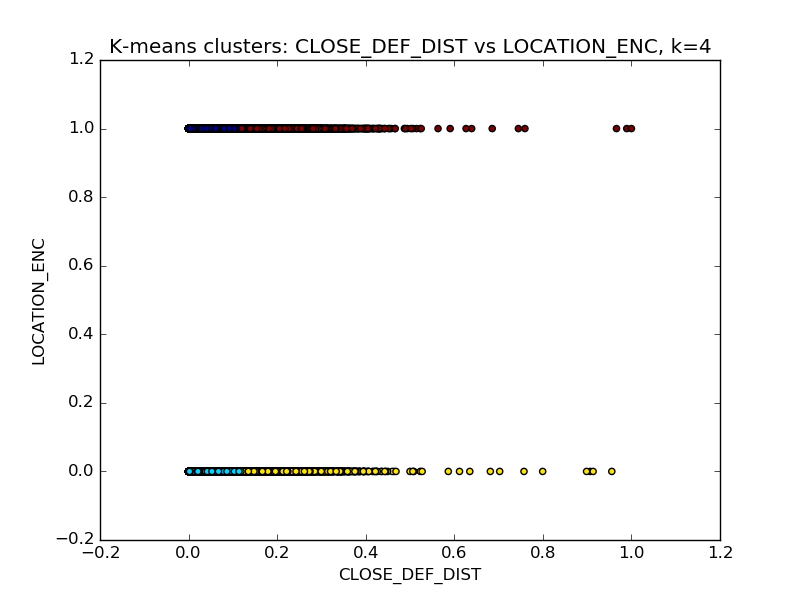 K-means clusters: CLOSE_DEF_DIST vs LOCATION_ENC, k=4
1.2
1.0
0.8
0.6
0.4
0.2
0.0
−0.2
LOCATION_ENC
−0.2 0.0 0.2 0.4 0.6 0.8 1.0 1.2
CLOSE_DEF_DIST